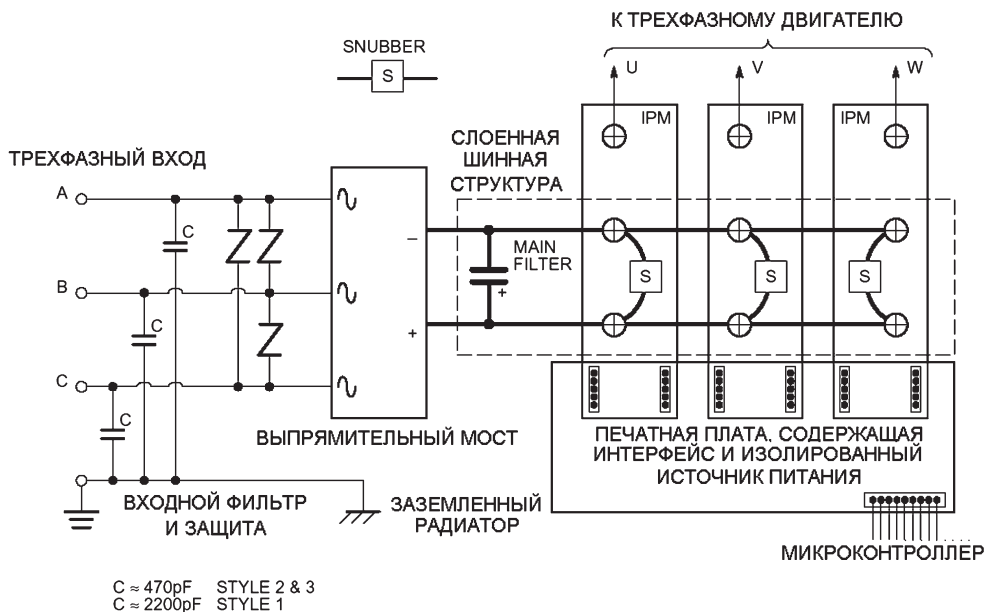 К ТРЕХФАЗНОМУ ДВИГАТЕЛЮ
U
V
W
SNUBBER
S
IPM
IPM
IPM
СЛОЕННАЯ
ШИННАЯ
СТРУКТУРА
ТРЕХФАЗНЫЙ ВХОД
A
C
–
MAIN
FILTER
S
S
S
B
C
+
+
C
C
ВЫПРЯМИТЕЛЬНЫЙ МОСТ
ПЕЧАТНАЯ ПЛАТА, СОДЕРЖАЩАЯ
ИНТЕРФЕЙС И ИЗОЛИРОВАННЫЙ
ИСТОЧНИК ПИТАНИЯ
ВХОДНОЙ ФИЛЬТР
И ЗАЩИТА
ЗАЗЕМЛЕННЫЙ
РАДИАТОР
МИКРОКОНТРОЛЛЕР
C ≈ 470pF STYLE 2 & 3
C ≈ 2200pF STYLE 1